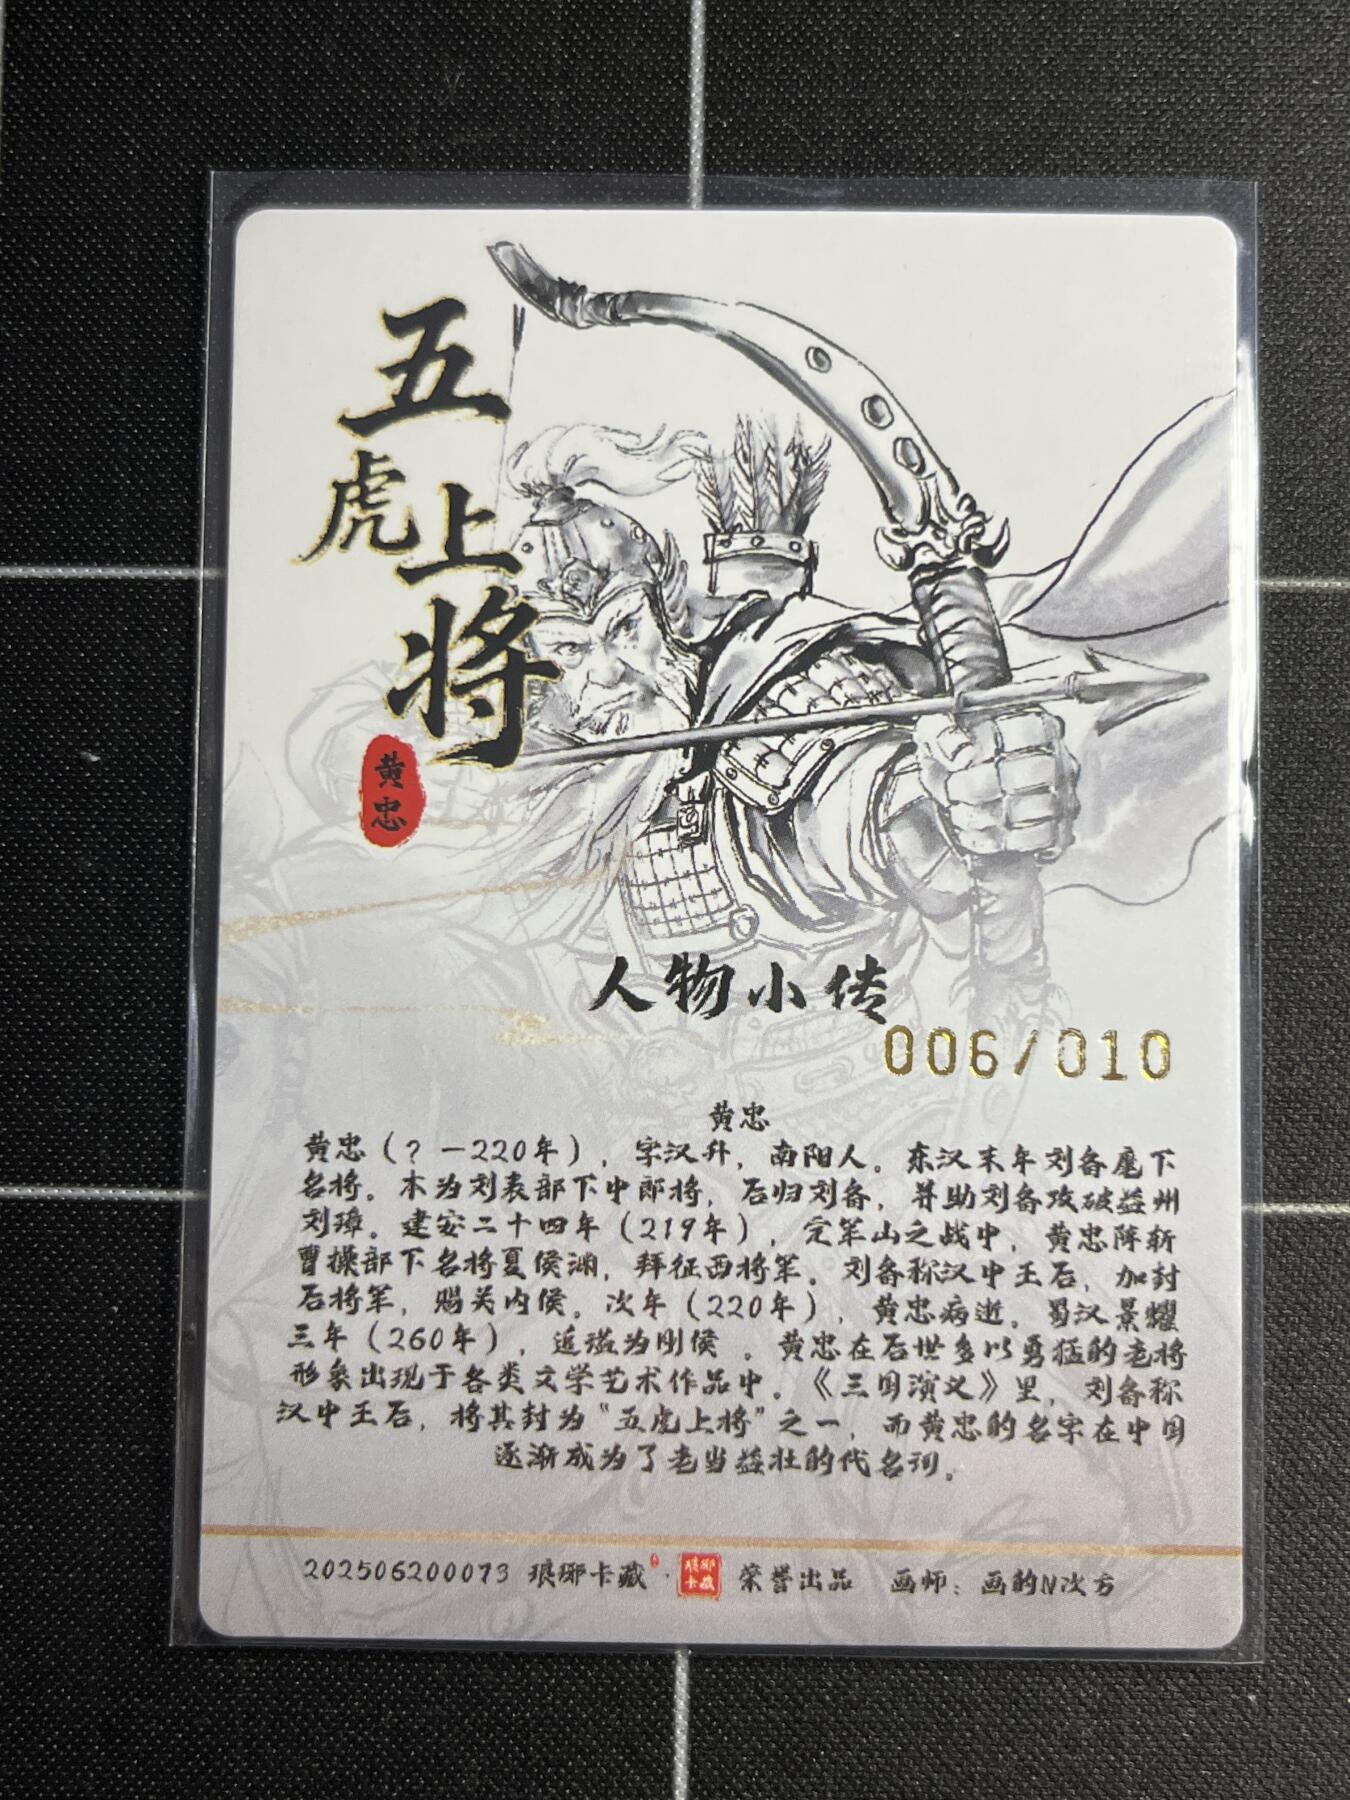 五虎上将
黄忠
人物小传
006/010
黄忠
黄忠（？－220年），字汉升，南阳人。东汉末年刘备麾下
名将。本为刘表部下中郎将，后归刘备，并助刘备攻破益州
刘璋。建安二十四年（219年），定军山之战中，黄忠阵斩
曹操部下名将夏侯渊，拜征西将军。刘备称汉中王后，加封
后将军，赐关内侯。次年（220年），黄忠病逝。蜀汉景耀
三年（260年），追谥为刚侯 。黄忠在后世多以勇猛的老将
形象出现于各类文学艺术作品中。《三国演义》里，刘备称
汉中王后，将其封为“五虎上将”之一，而黄忠的名字在中国
逐渐成为了老当益壮的代名词。
202506200073 琅琊卡藏 · 琅琊卡藏 荣誉出品 画师：画的N次方